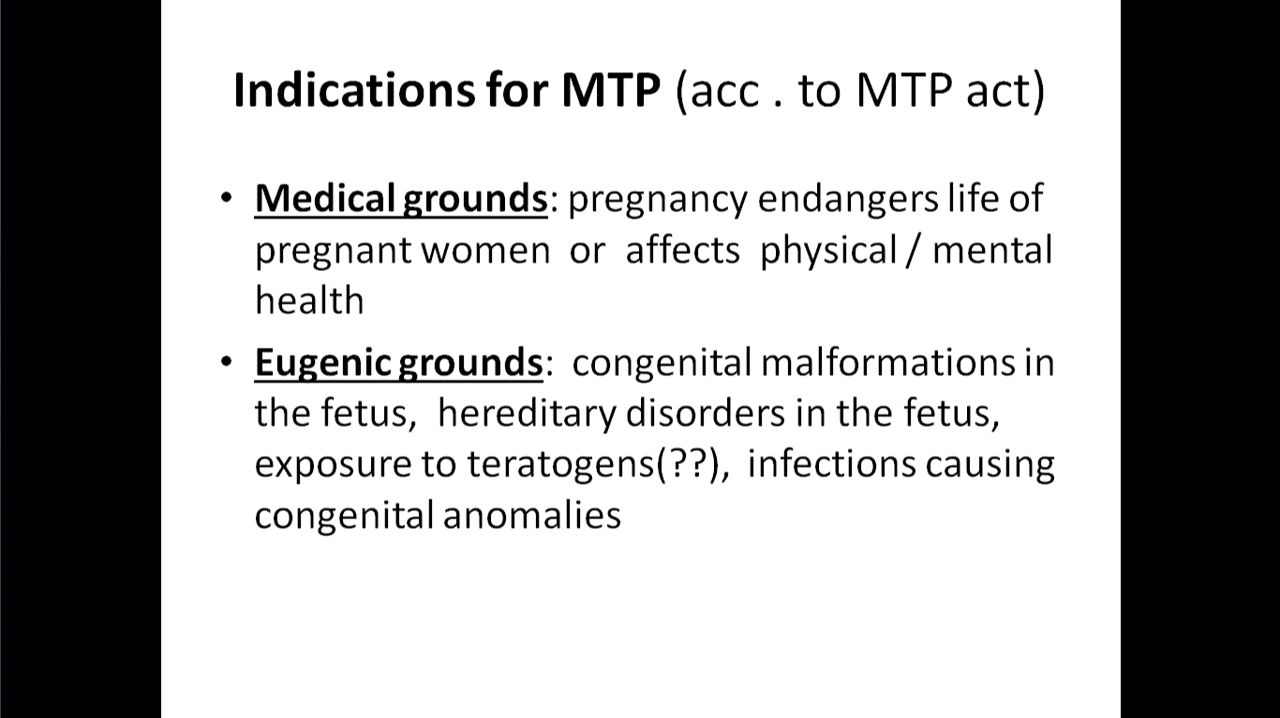 Indications for MTP (acc . to MTP act)
• Medical grounds: pregnancy endangers life of
pregnant women or affects physical / mental
health
• Eugenic grounds: congenital malformations in
the fetus, hereditary disorders in the fetus,
exposure to teratogens(??), infections causing
congenital anomalies